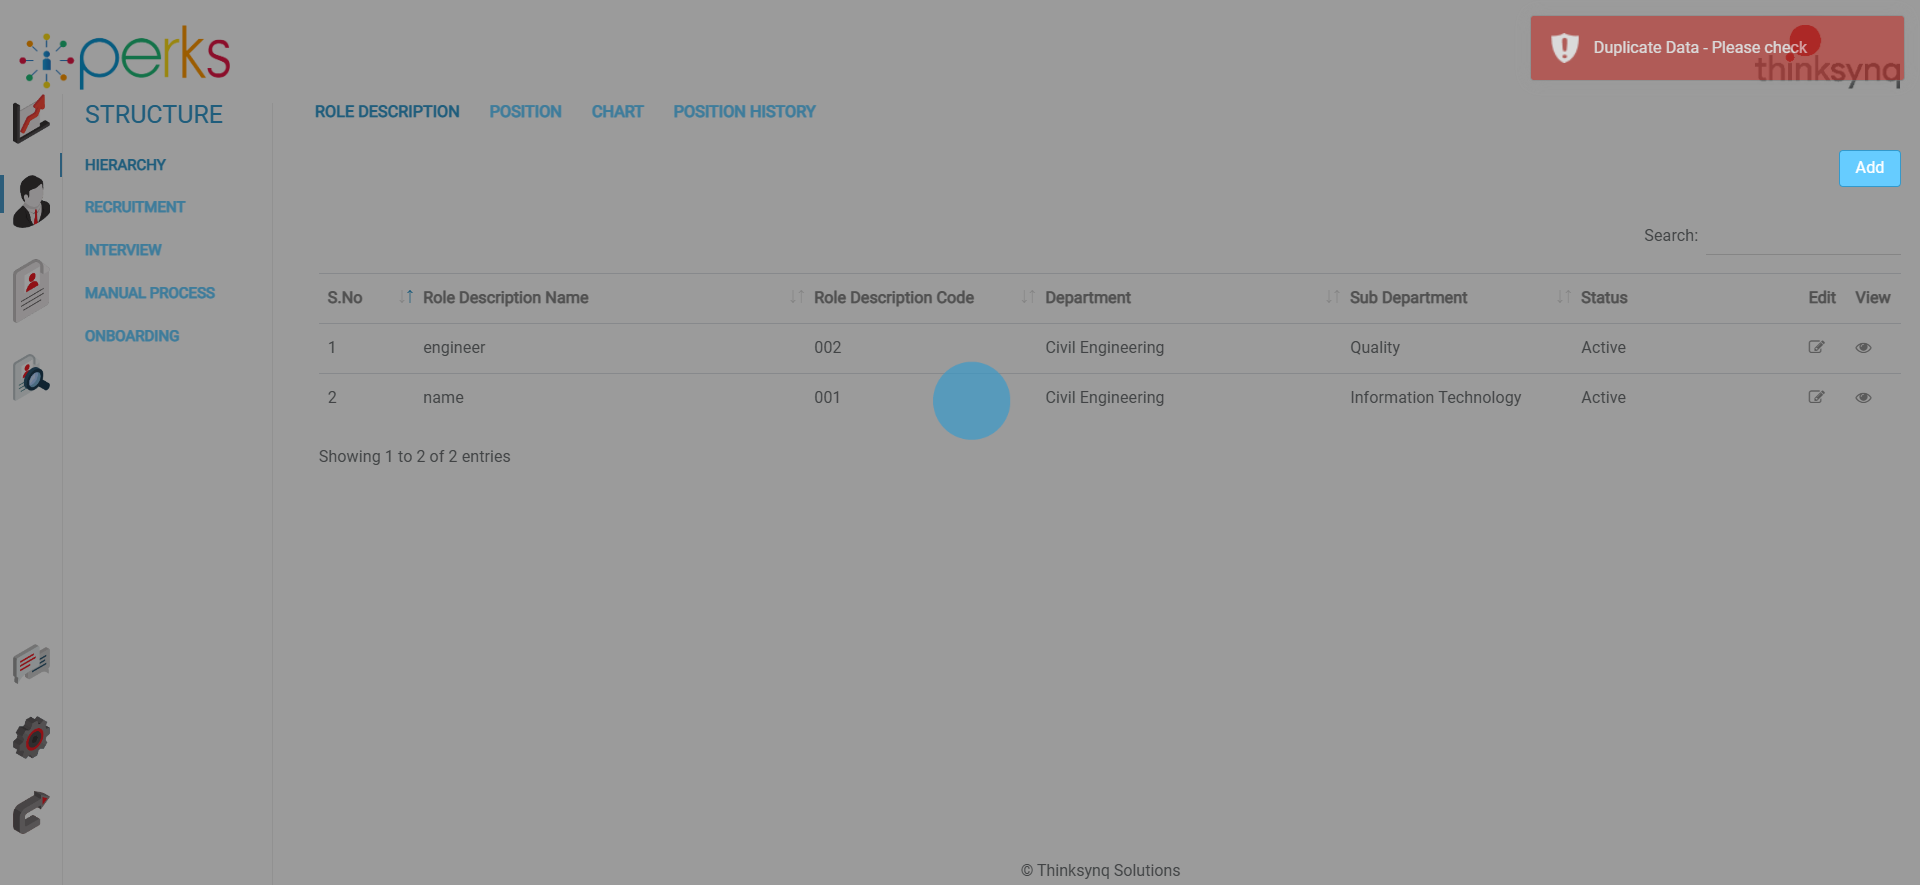 perks
Duplicate Data - Please check
thinksynq
STRUCTURE
HIERARCHY
RECRUITMENT
INTERVIEW
MANUAL PROCESS
ONBOARDING
ROLE DESCRIPTION POSITION CHART POSITION HISTORY
Add
Search:
S.No Role Description Name Role Description Code Department Sub Department Status Edit View
1 engineer 002 Civil Engineering Quality Active
2 name 001 Civil Engineering Information Technology Active
Showing 1 to 2 of 2 entries
© Thinksynq Solutions